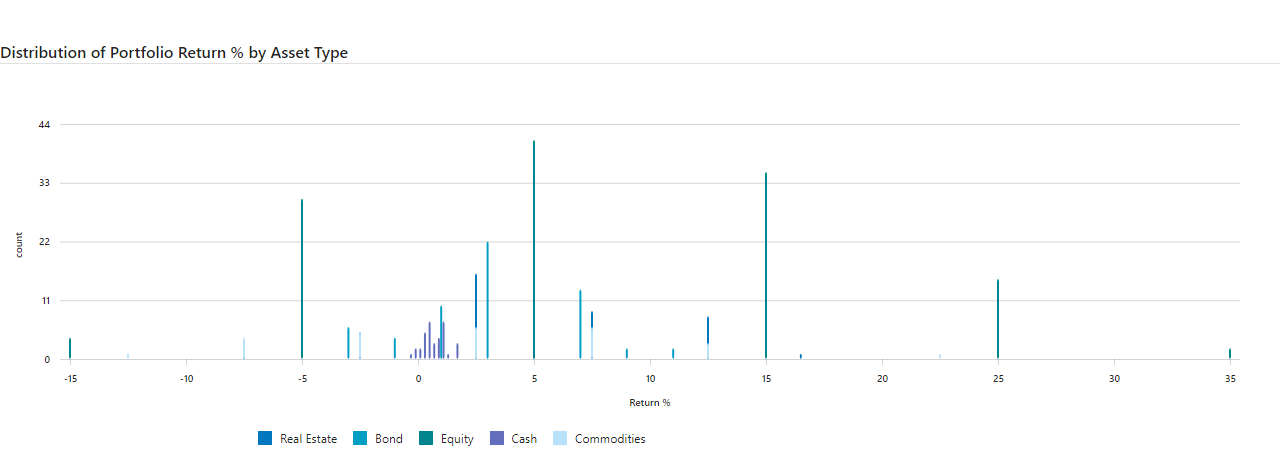 Distribution of Portfolio Return % by Asset Type
44
33
22
11
0
count
-15 -10 -5 0 5 10 15 20 25 30 35
Return %
Real Estate Bond Equity Cash Commodities